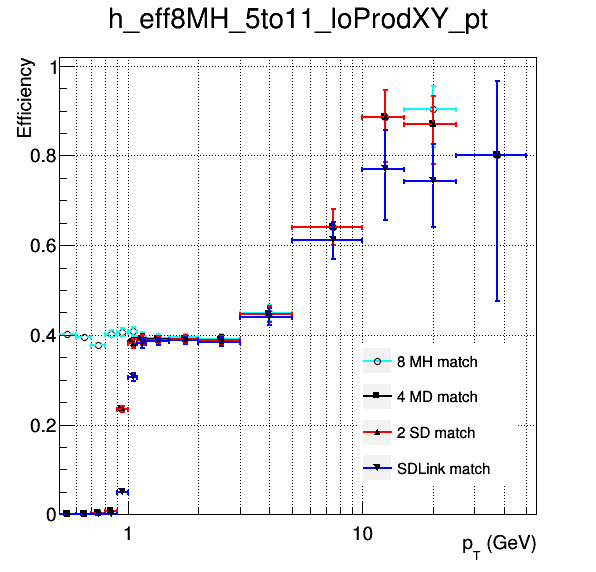 h_eff8MH_5to11_loProdXY_pt
Efficiency
1
0.8
0.6
0.4
0.2
0
8 MH match
4 MD match
2 SD match
SDLink match
1
10
p_T (GeV)